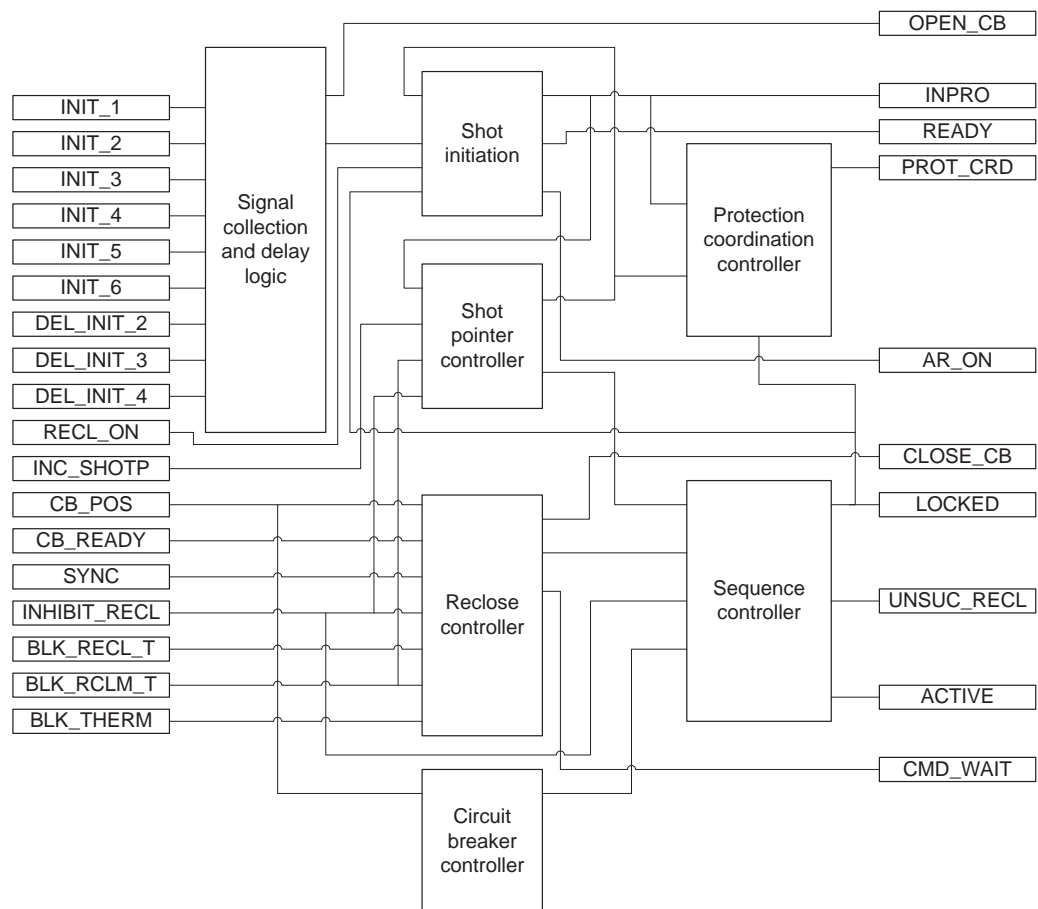 OPEN_CB
INIT_1
INIT_2
INIT_3
INIT_4
INIT_5
INIT_6
DEL_INIT_2
DEL_INIT_3
DEL_INIT_4
RECL_ON
INC_SHOTP
CB_POS
CB_READY
SYNC
INHIBIT_RECL
BLK_RECL_T
BLK_RCLM_T
BLK_THERM
Signal
collection
and delay
logic
Shot
initiation
Shot
pointer
controller
Reclose
controller
Circuit
breaker
controller
Protection
coordination
controller
Sequence
controller
INPRO
READY
PROT_CRD
AR_ON
CLOSE_CB
LOCKED
UNSUC_RECL
ACTIVE
CMD_WAIT